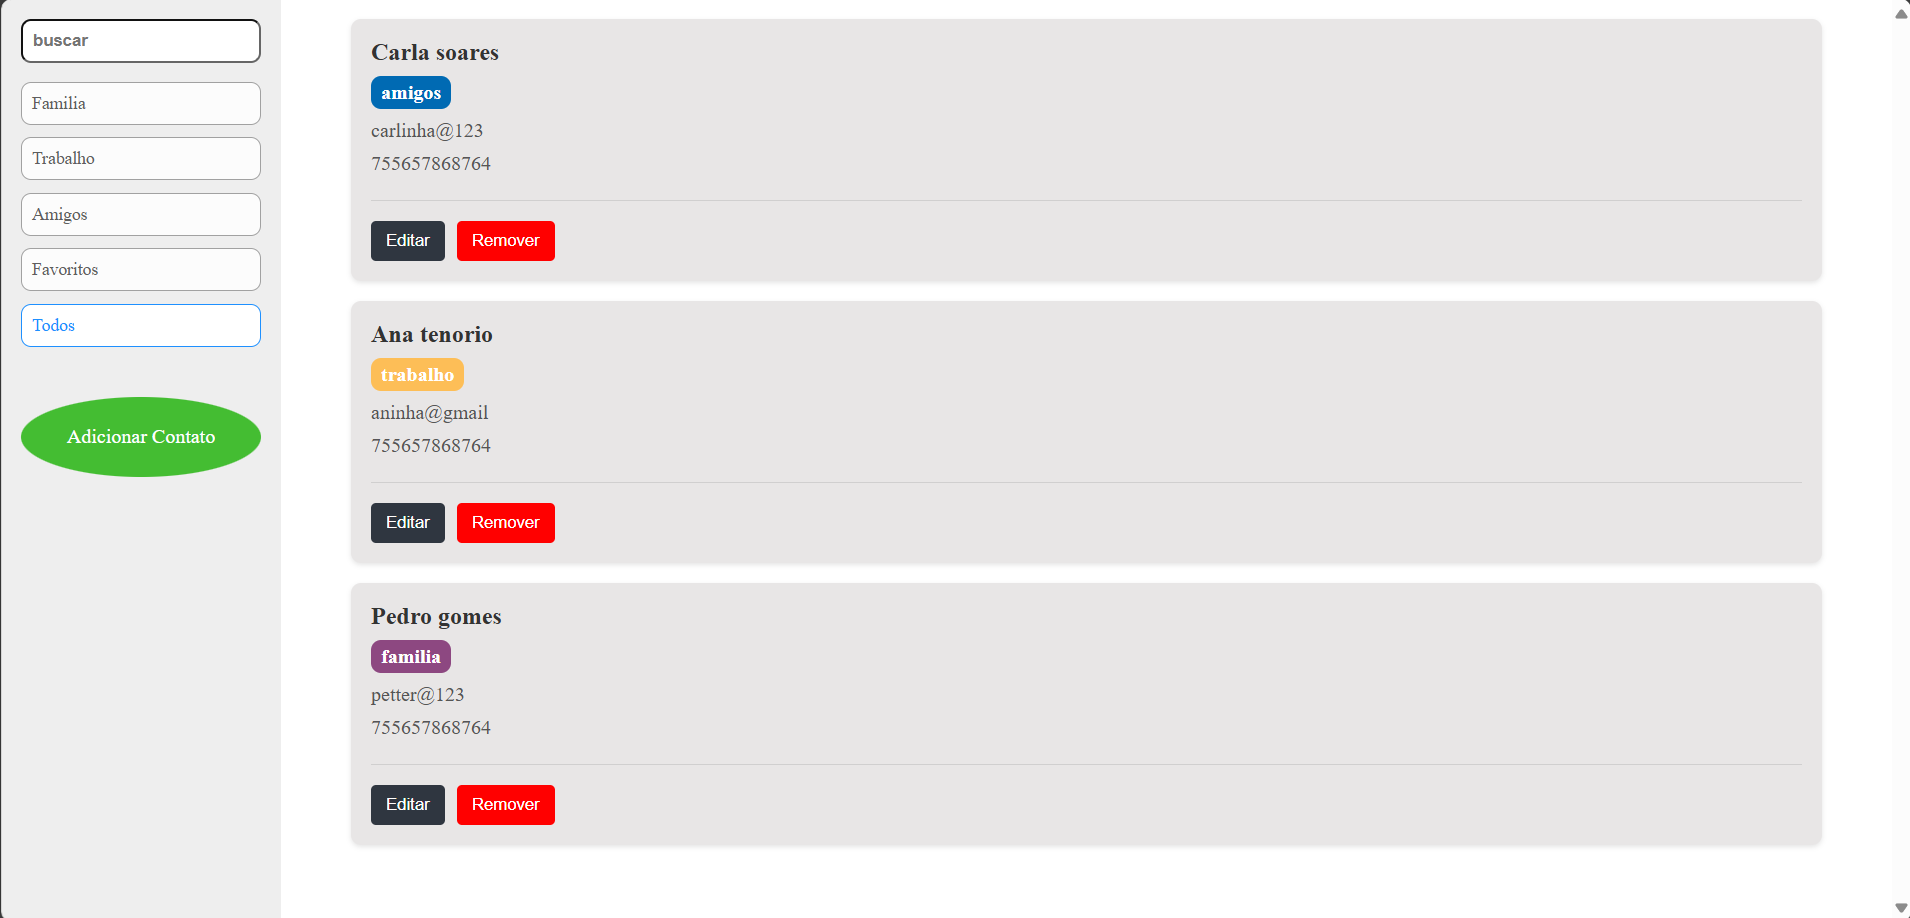 buscar
Familia
Trabalho
Amigos
Favoritos
Todos
Adicionar Contato
Carla soares
amigos
carlinha@123
755657868764
Editar Remover
Ana tenorio
trabalho
aninha@gmail
755657868764
Editar Remover
Pedro gomes
familia
petter@123
755657868764
Editar Remover